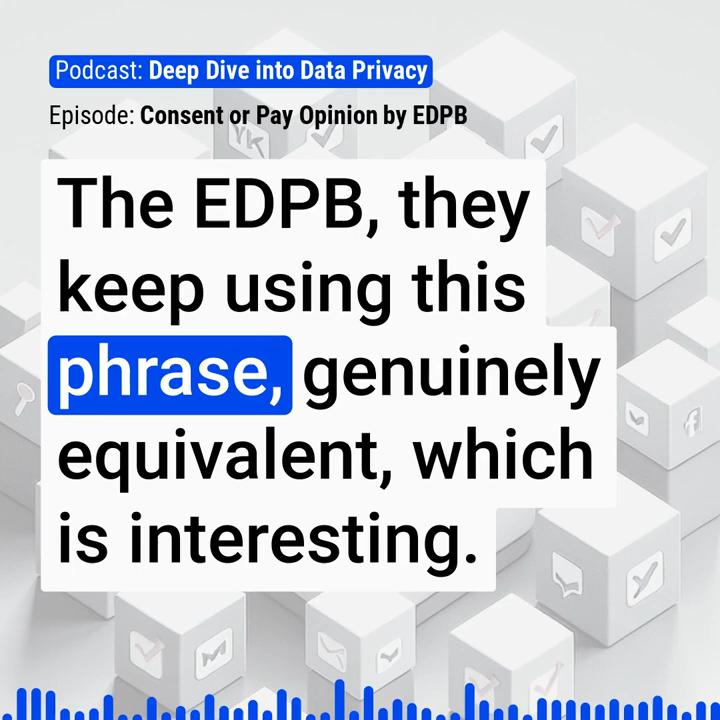 Podcast: Deep Dive into Data Privacy
Episode: Consent or Pay Opinion by EDPB
The EDPB, they
keep using this
phrase, genuinely
equivalent, which
is interesting.